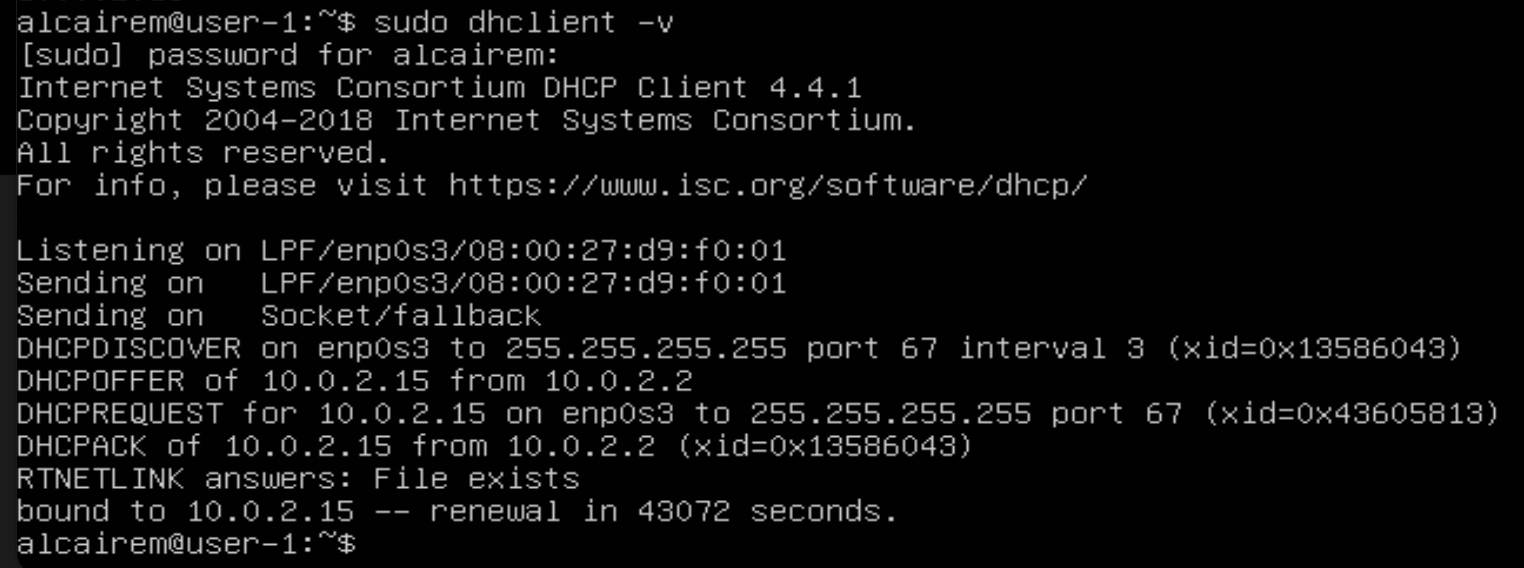 alcairem@user-1:~$ sudo dhclient -v
[sudo] password for alcairem:
Internet Systems Consortium DHCP Client 4.4.1
Copyright 2004-2018 Internet Systems Consortium.
All rights reserved.
For info, please visit https://www.isc.org/software/dhcp/
Listening on LPF/enp0s3/08:00:27:d9:f0:01
Sending on   LPF/enp0s3/08:00:27:d9:f0:01
Sending on   Socket/fallback
DHCPDISCOVER on enp0s3 to 255.255.255.255 port 67 interval 3 (xid=0x13586043)
DHCPOFFER of 10.0.2.15 from 10.0.2.2
DHCPREQUEST for 10.0.2.15 on enp0s3 to 255.255.255.255 port 67 (xid=0x43605813)
DHCPACK of 10.0.2.15 from 10.0.2.2 (xid=0x13586043)
RTNETLINK answers: File exists
bound to 10.0.2.15 -- renewal in 43072 seconds.
alcairem@user-1:~$